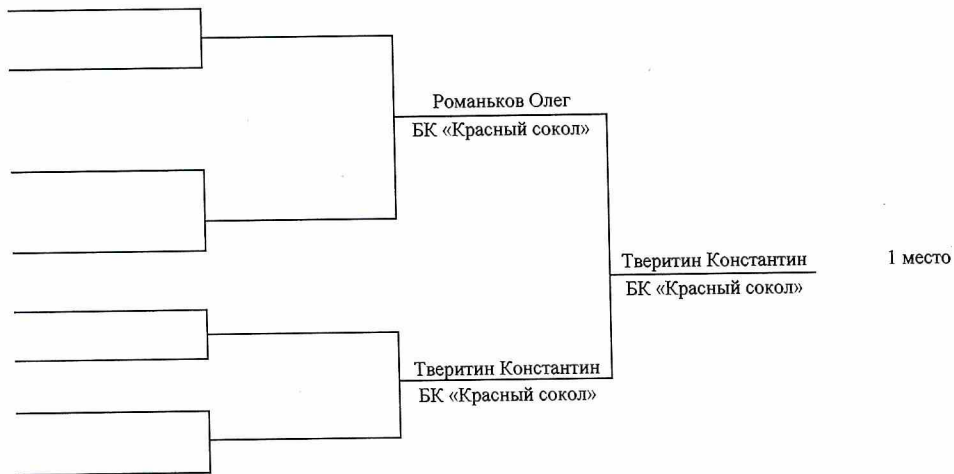 Романьков Олег
БК «Красный сокол»
Тверитин Константин
БК «Красный сокол»
1 место
Тверитин Константин
БК «Красный сокол»